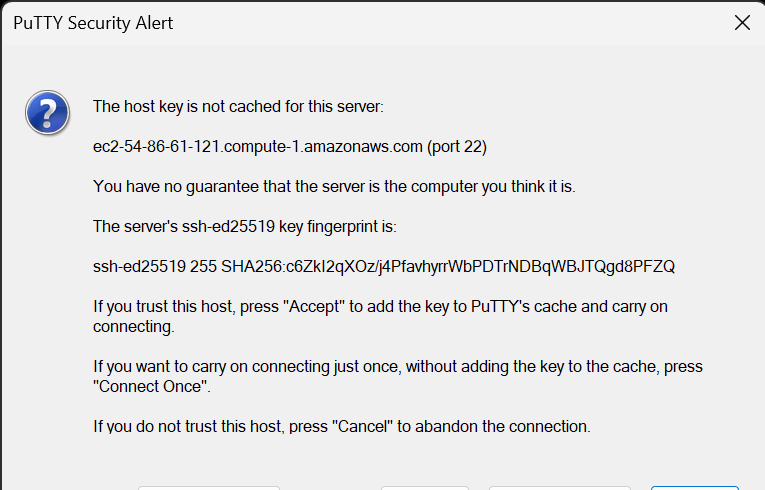 PuTTY Security Alert
The host key is not cached for this server:
ec2-54-86-61-121.compute-1.amazonaws.com (port 22)
You have no guarantee that the server is the computer you think it is.
The server's ssh-ed25519 key fingerprint is:
ssh-ed25519 255 SHA256:c6ZkI2qXOz/j4PfavhyrrWbPDTrNDBqWBJTQgd8PFZQ
If you trust this host, press "Accept" to add the key to PuTTY's cache and carry on
connecting.
If you want to carry on connecting just once, without adding the key to the cache, press
"Connect Once".
If you do not trust this host, press "Cancel" to abandon the connection.